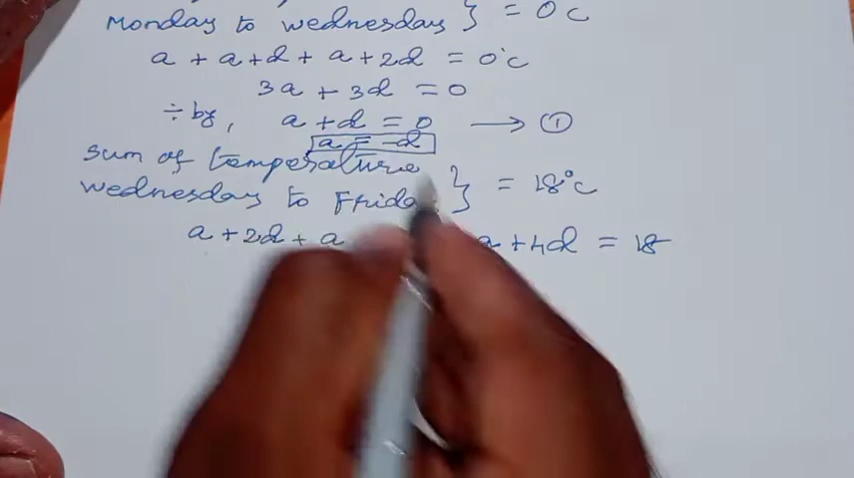 Monday to wednesday } = 0°c
a + a+d + a+2d = 0°c
3a + 3d = 0
÷ by, a+d = 0 → ①
a = -d
sum of temperature
wednesday to Frida } = 18°c
a+2d + a a+4d = 18